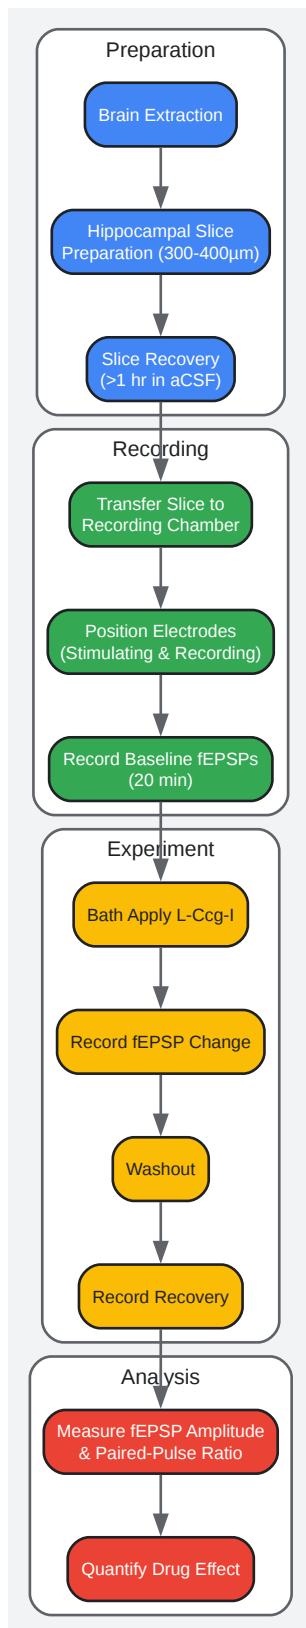 Preparation
Brain Extraction
Hippocampal Slice
Preparation (300-400µm)
Slice Recovery
(>1 hr in aCSF)
Recording
Transfer Slice to
Recording Chamber
Position Electrodes
(Stimulating & Recording)
Record Baseline fEPSPs
(20 min)
Experiment
Bath Apply L-Ccg-I
Record fEPSP Change
Washout
Record Recovery
Analysis
Measure fEPSP Amplitude
& Paired-Pulse Ratio
Quantify Drug Effect